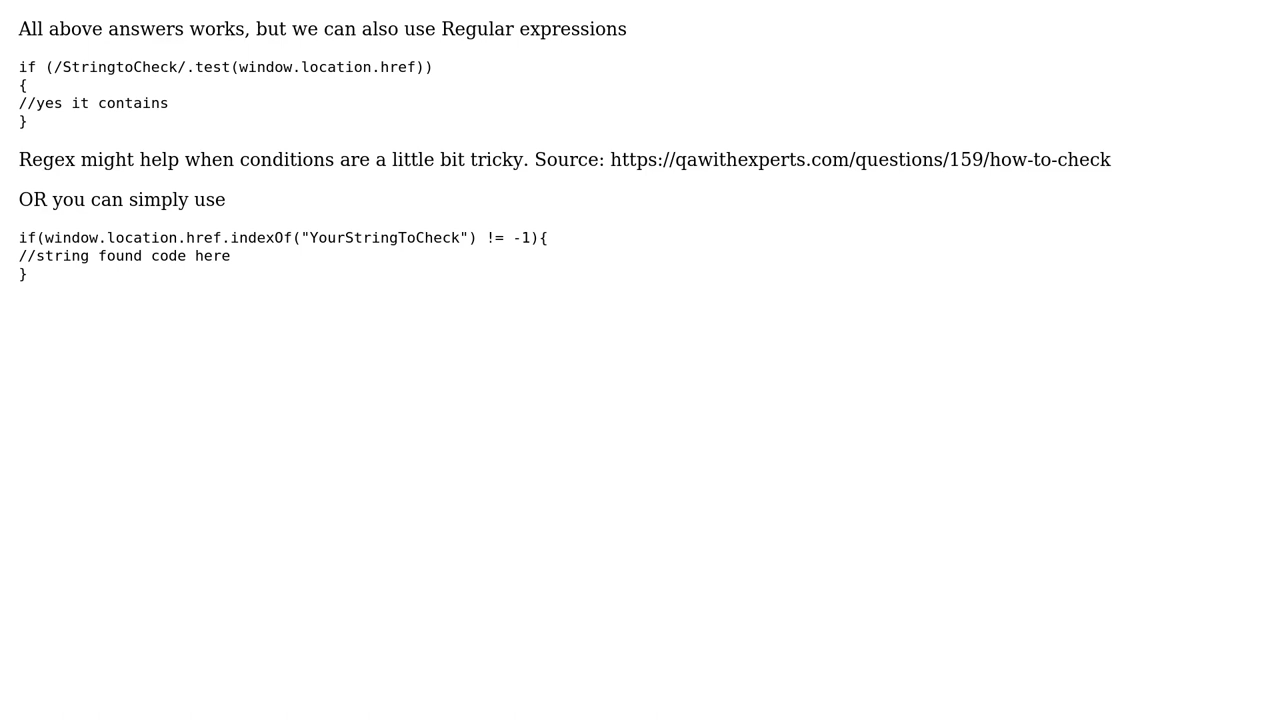 All above answers works, but we can also use Regular expressions
if (/StringtoCheck/.test(window.location.href))
{
//yes it contains
}
Regex might help when conditions are a little bit tricky. Source: https://qawithexperts.com/questions/159/how-to-check
OR you can simply use
if(window.location.href.indexOf("YourStringToCheck") != -1){
//string found code here
}